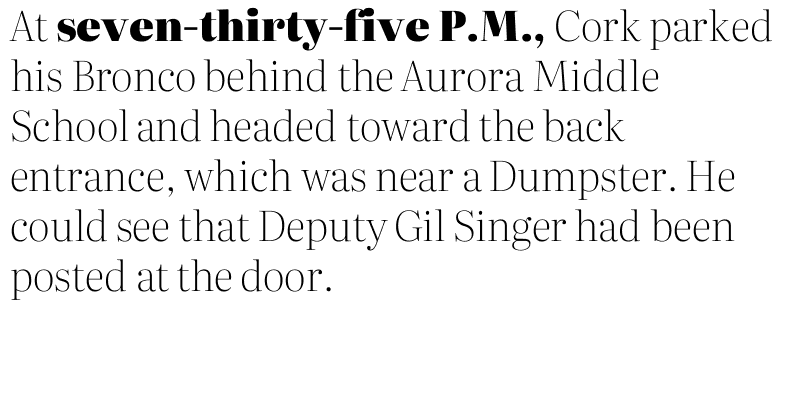 At seven-thirty-five P.M., Cork parked
his Bronco behind the Aurora Middle
School and headed toward the back
entrance, which was near a Dumpster. He
could see that Deputy Gil Singer had been
posted at the door.